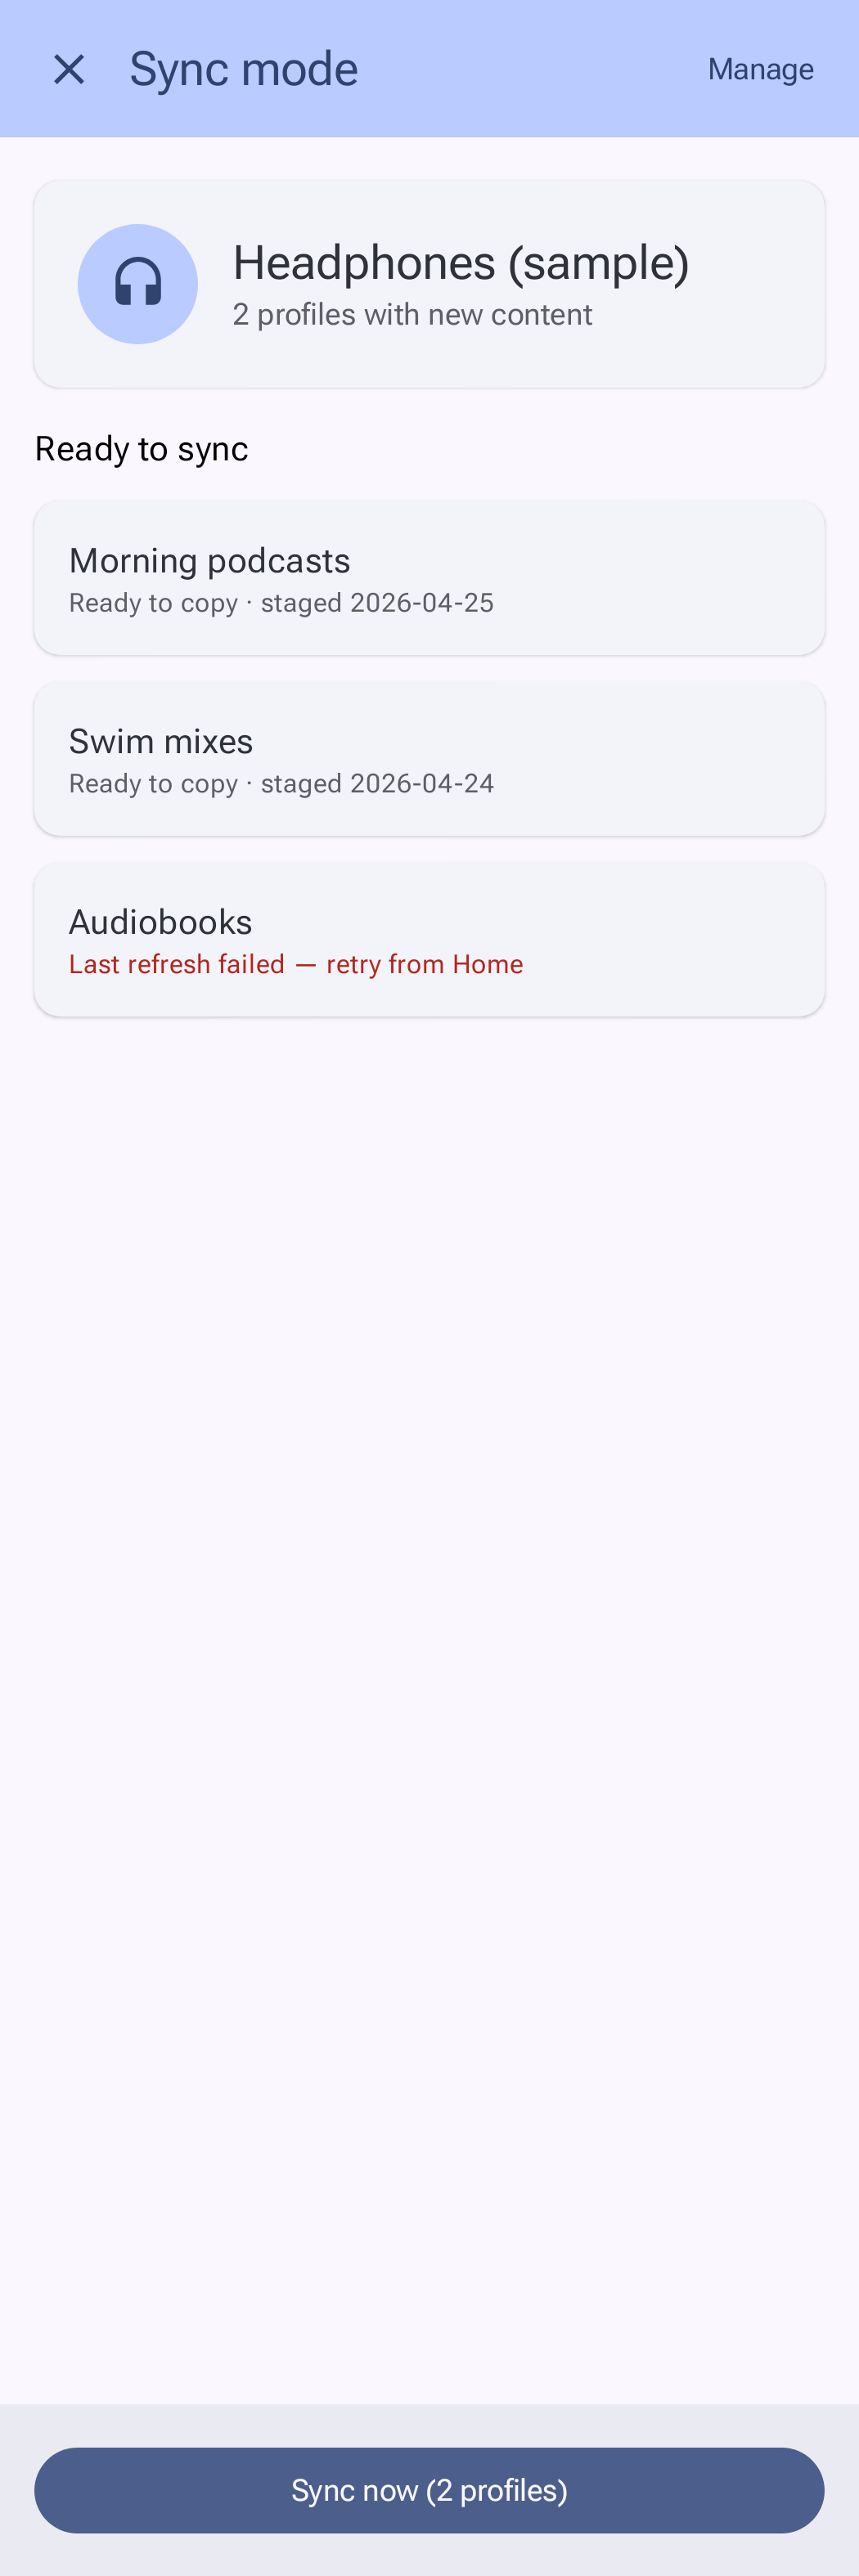 Sync mode
Manage
Headphones (sample)
2 profiles with new content
Ready to sync
Morning podcasts
Ready to copy · staged 2026-04-25
Swim mixes
Ready to copy · staged 2026-04-24
Audiobooks
Last refresh failed — retry from Home
Sync now (2 profiles)